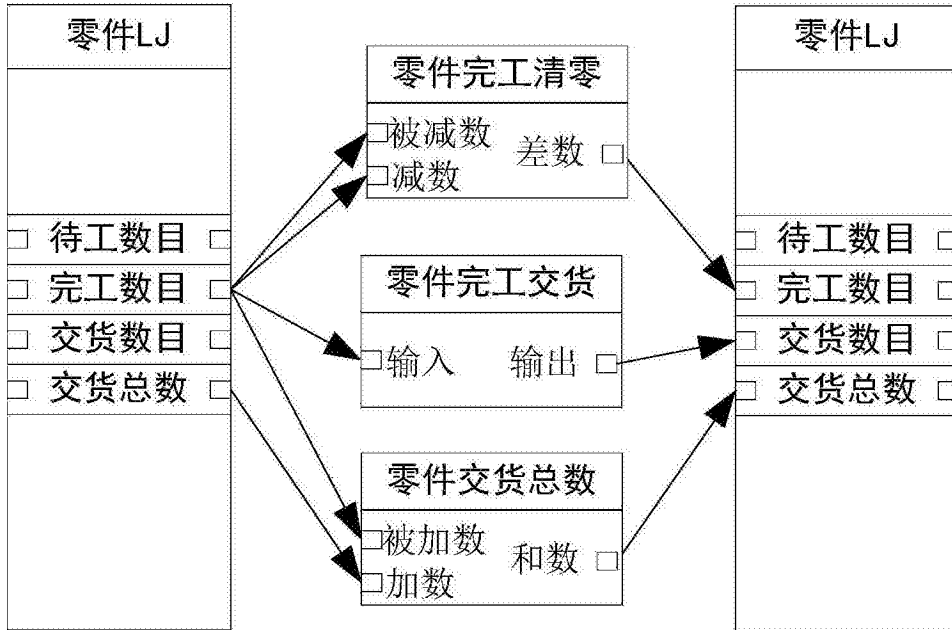 零件LJ
待工数目
完工数目
交货数目
交货总数
零件完工清零
被减数
差数
减数
零件完工交货
输入
输出
零件交货总数
被加数
和数
加数
零件LJ
待工数目
完工数目
交货数目
交货总数